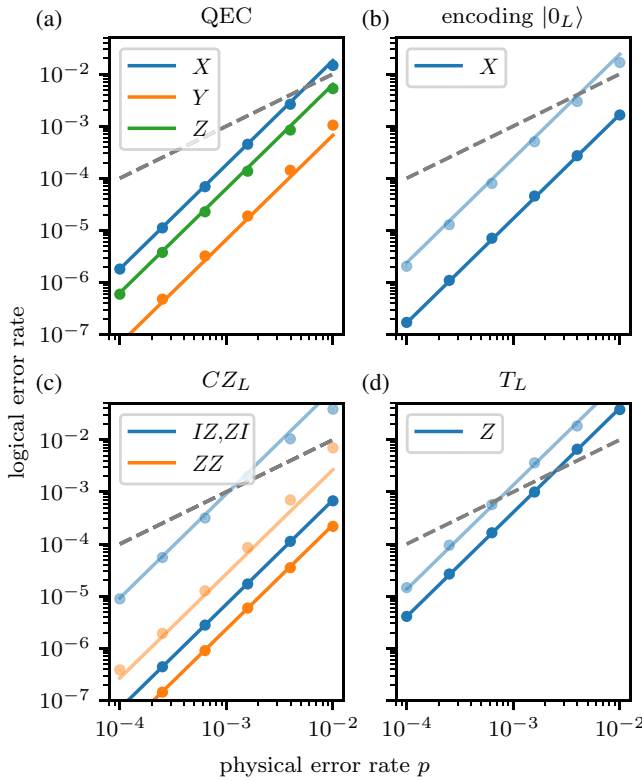 (a)
QEC
X
Y
Z
10⁻²
10⁻³
10⁻⁴
10⁻⁵
10⁻⁶
10⁻⁷
(b)
encoding |0_L⟩
X
logical error rate
(c)
CZ_L
IZ,ZI
ZZ
10⁻²
10⁻³
10⁻⁴
10⁻⁵
10⁻⁶
10⁻⁷
10⁻⁴
10⁻³
10⁻²
(d)
T_L
Z
10⁻⁴
10⁻³
10⁻²
physical error rate p